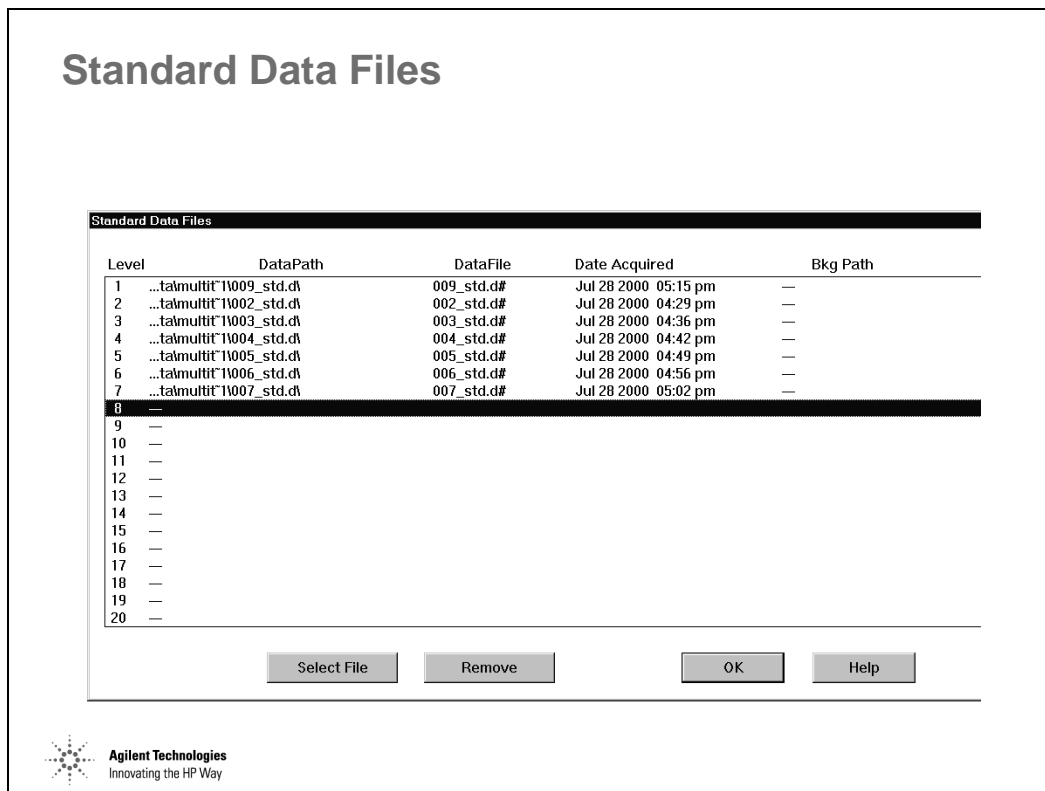 Standard Data Files
Standard Data Files
Level DataPath DataFile Date Acquired Bkg Path
1 ...ta\multit~1\009_std.d\ 009_std.d# Jul 28 2000 05:15 pm —
2 ...ta\multit~1\002_std.d\ 002_std.d# Jul 28 2000 04:29 pm —
3 ...ta\multit~1\003_std.d\ 003_std.d# Jul 28 2000 04:36 pm —
4 ...ta\multit~1\004_std.d\ 004_std.d# Jul 28 2000 04:42 pm —
5 ...ta\multit~1\005_std.d\ 005_std.d# Jul 28 2000 04:49 pm —
6 ...ta\multit~1\006_std.d\ 006_std.d# Jul 28 2000 04:56 pm —
7 ...ta\multit~1\007_std.d\ 007_std.d# Jul 28 2000 05:02 pm —
8 —
9 —
10 —
11 —
12 —
13 —
14 —
15 —
16 —
17 —
18 —
19 —
20 —
Select File Remove OK Help
Agilent Technologies
Innovating the HP Way